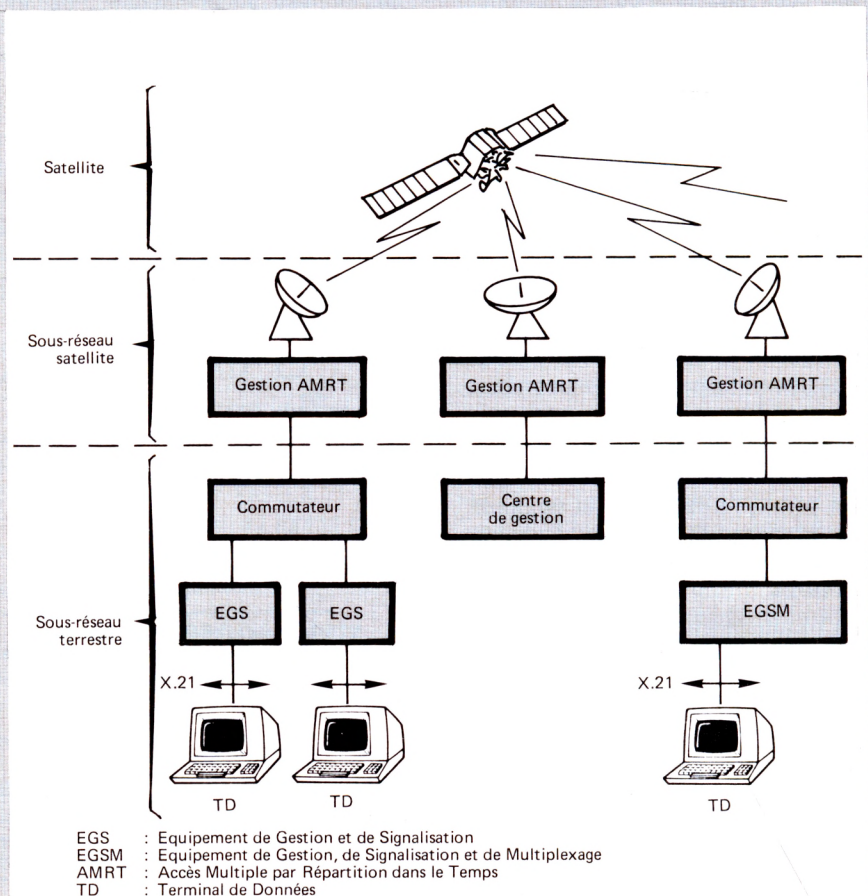 Satellite
Sous-réseau
satellite
Gestion AMRT
Gestion AMRT
Gestion AMRT
Sous-réseau
terrestre
Commutateur
Centre
de gestion
Commutateur
EGS
EGS
EGSM
X.21
X.21
TD
TD
TD
EGS : Equipement de Gestion et de Signalisation
EGSM : Equipement de Gestion, de Signalisation et de Multiplexage
AMRT : Accès Multiple par Répartition dans le Temps
TD : Terminal de Données